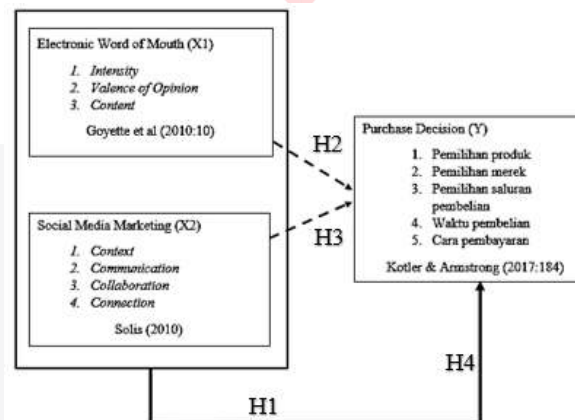 Electronic Word of Mouth (X1)
1. Intensity
2. Valence of Opinion
3. Content
Goyette et al (2010:10)
Social Media Marketing (X2)
1. Context
2. Communication
3. Collaboration
4. Connection
Solis (2010)
H2
H3
Purchase Decision (Y)
1. Pemilihan produk
2. Pemilihan merek
3. Pemilihan saluran
pembelian
4. Waktu pembelian
5. Cara pembayaran
Kotler & Armstrong (2017:184)
H4
H1